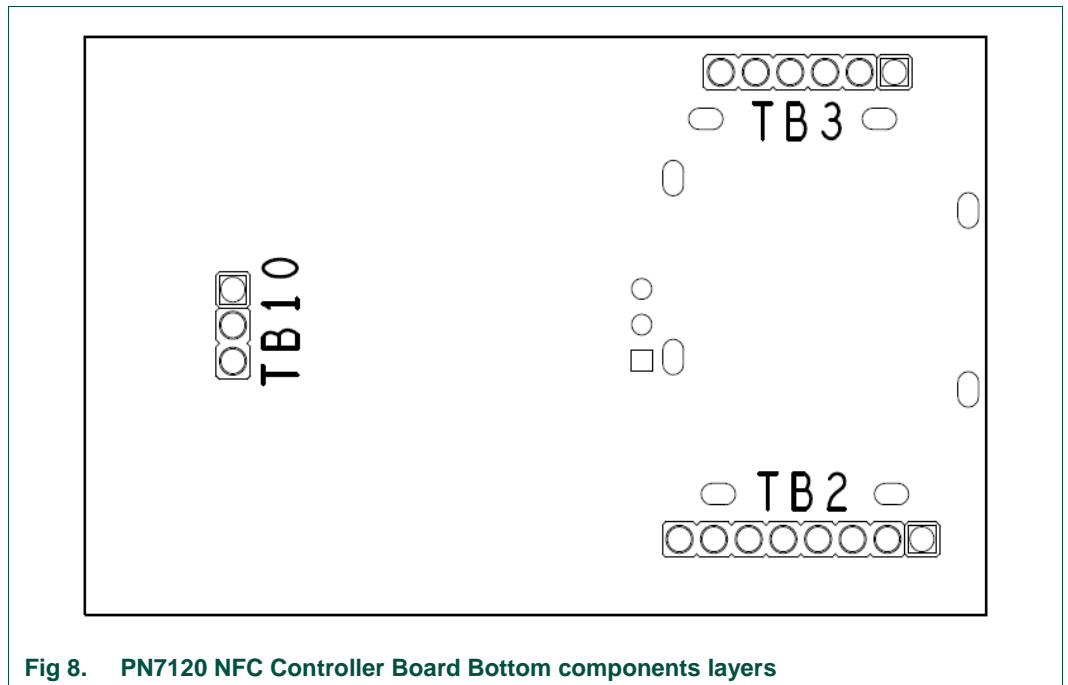 TB3
TB10
TB2
Fig 8. PN7120 NFC Controller Board Bottom components layers